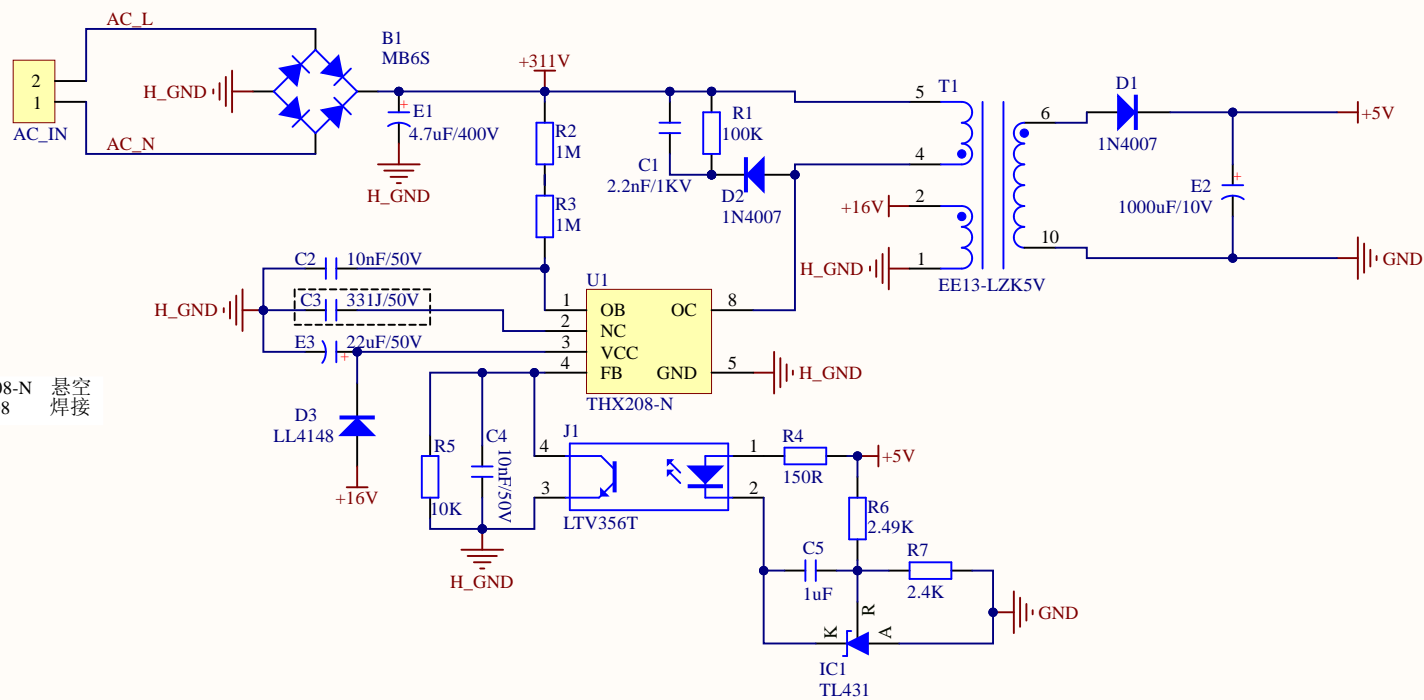 AC_L
B1
MB6S
2
1
AC_IN
H_GND
AC_N
E1
4.7uF/400V
H_GND
+311V
R2
1M
R3
1M
C1
2.2nF/1KV
R1
100K
D2
1N4007
5
T1
4
+16V
2
H_GND
1
6
10
EE13-LZK5V
D1
1N4007
+5V
E2
1000uF/10V
GND
C2
10nF/50V
C3
331J/50V
H_GND
E3
22uF/50V
U1
1
OB
OC
8
2
NC
3
VCC
4
FB
GND
5
H_GND
THX208-N
08-N 悬空
8 焊接
D3
LL4148
+16V
R5
10K
C4
10nF/50V
H_GND
J1
4
3
1
2
LTV356T
R4
150R
+5V
R6
2.49K
C5
1uF
R7
2.4K
GND
K
R
A
IC1
TL431